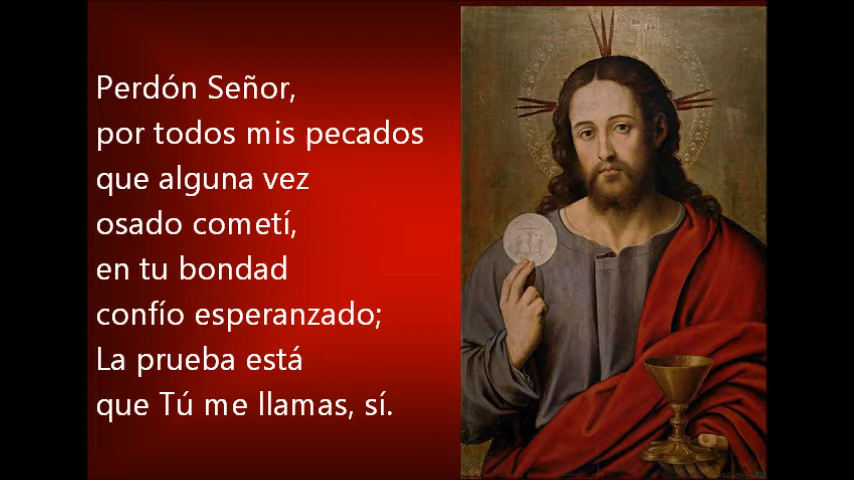 Perdón Señor,
por todos mis pecados
que alguna vez
osado cometí,
en tu bondad
confío esperanzado;
La prueba está
que Tú me llamas, sí.